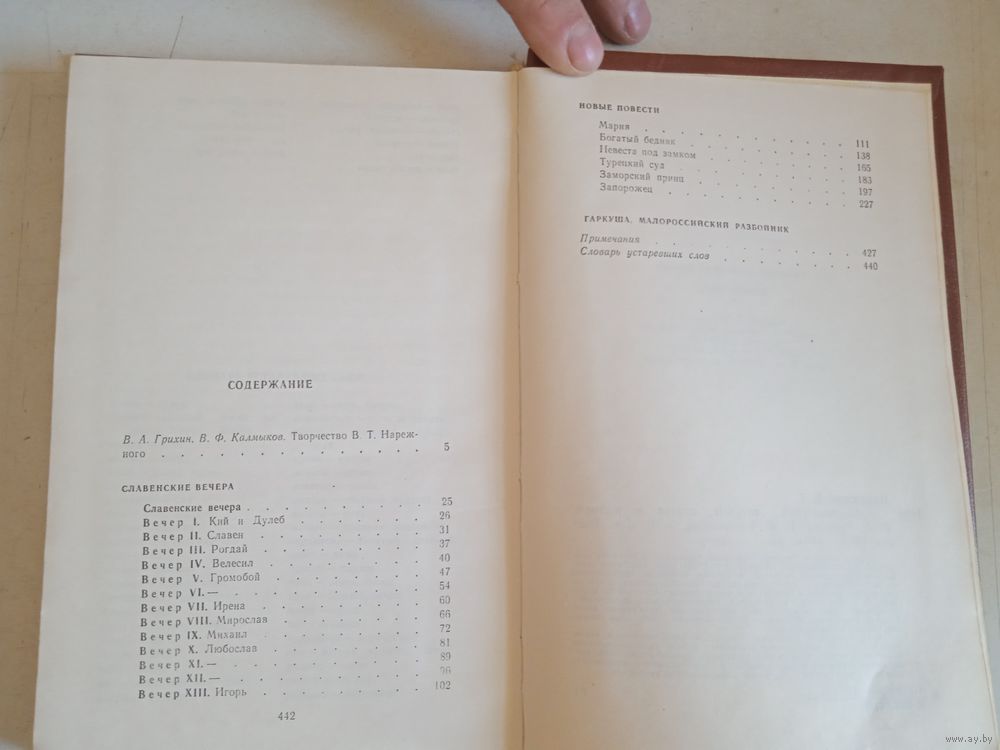 СОДЕРЖАНИЕ
В. А. Грихин, В. Ф. Калмыков. Творчество В. Т. Нареж-
ного . . . . . . . . . . . . . 5
СЛАВЕНСКИЕ ВЕЧЕРА
Славенские вечера . . . . . . . . . 25
Вечер I. Кий и Дулеб . . . . . . . 26
Вечер II. Славен . . . . . . . . 31
Вечер III. Рогдай . . . . . . . . 37
Вечер IV. Велесил . . . . . . . . 40
Вечер V. Громобой . . . . . . . . 47
Вечер VI. — . . . . . . . . . 54
Вечер VII. Ирена . . . . . . . . 60
Вечер VIII. Мирослав . . . . . . . 66
Вечер IX. Михаил . . . . . . . . 72
Вечер X. Любослав . . . . . . . . 81
Вечер XI. — . . . . . . . . . 89
Вечер XII. — . . . . . . . . . 96
Вечер XIII. Игорь . . . . . . . . 102
442
НОВЫЕ ПОВЕСТИ
Мария . . . . . . . . . . 111
Богатый бедняк . . . . . . . . 138
Невеста под замком . . . . . . . 165
Турецкий суд . . . . . . . . . 183
Заморский принц . . . . . . . . 197
Запорожец . . . . . . . . . 227
ГАРКУША, МАЛОРОССИЙСКИЙ РАЗБОЙНИК
Примечания . . . . . . . . . 427
Словарь устаревших слов . . . . . . 440
www.ay.by